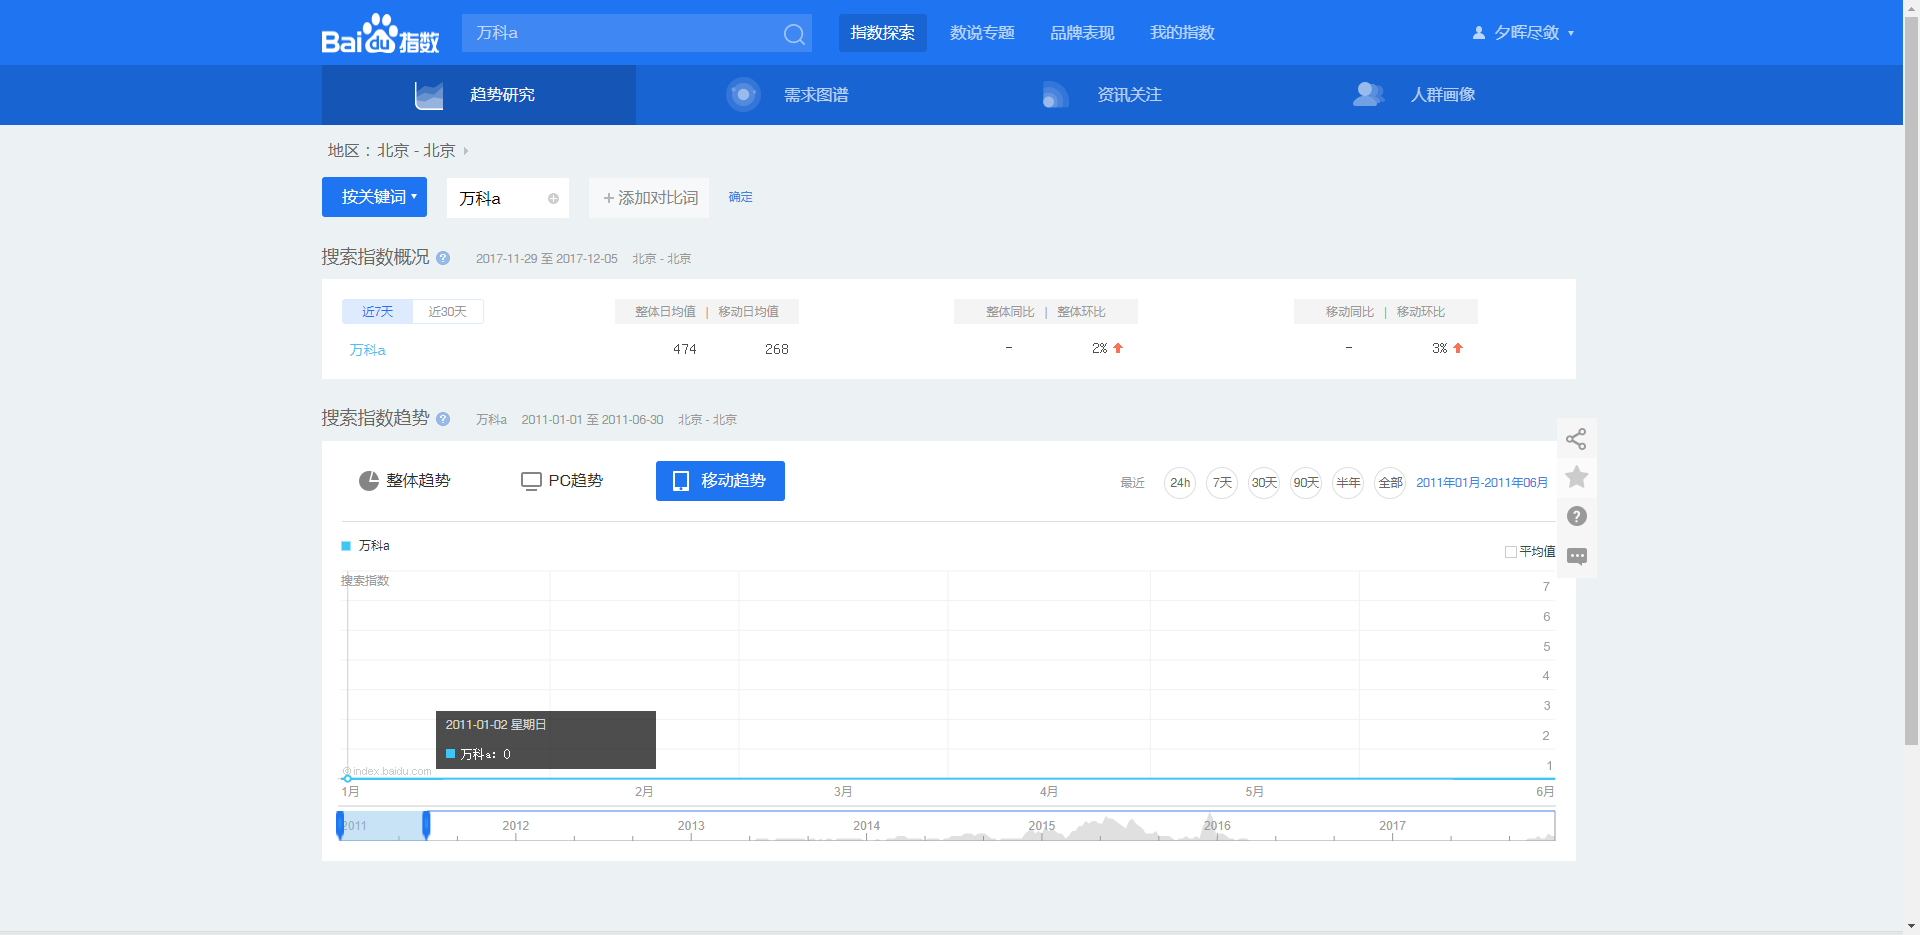 Baidu指数 万科a 指数探索 数说专题 品牌表现 我的指数 夕晖尽敛
趋势研究 需求图谱 资讯关注 人群画像
地区： 北京 - 北京
按关键词 万科a + 添加对比词 确定
搜索指数概况 ? 2017-11-29 至 2017-12-05 北京 - 北京
近7天 近30天 整体日均值 | 移动日均值 整体同比 | 整体环比 移动同比 | 移动环比
万科a 474 268 - 2% - 3%
搜索指数趋势 ? 万科a 2011-01-01 至 2011-06-30 北京 - 北京
整体趋势 PC趋势 移动趋势 最近 24h 7天 30天 90天 半年 全部 2011年01月-2011年06月
?
万科a
平均值
搜索指数
7
6
5
4
3
2
1
2011-01-02 星期日
万科a: 0
@index.baidu.com
1月 2月 3月 4月 5月 6月
2011 2012 2013 2014 2015 2016 2017